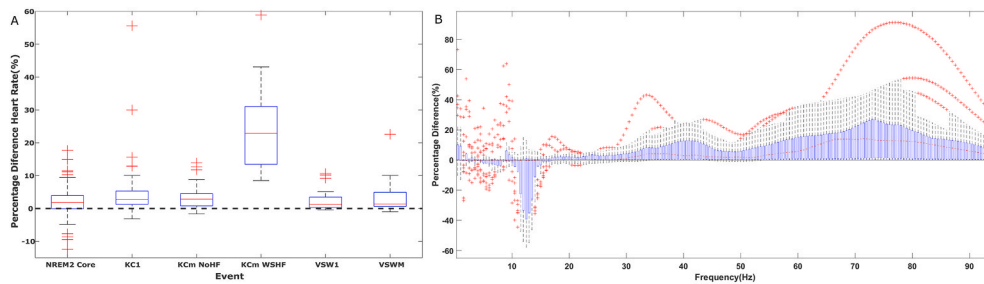 A
Percentage Difference Heart Rate(%)
60
50
40
30
20
10
0
-10
NREM2 Core KC1 KCm NoHF KCm WSHF VSW1 VSWM
Event
B
Percentage Diference(%)
80
60
40
20
0
-20
-40
-60
10 20 30 40 50 60 70 80 90
Frequency(Hz)